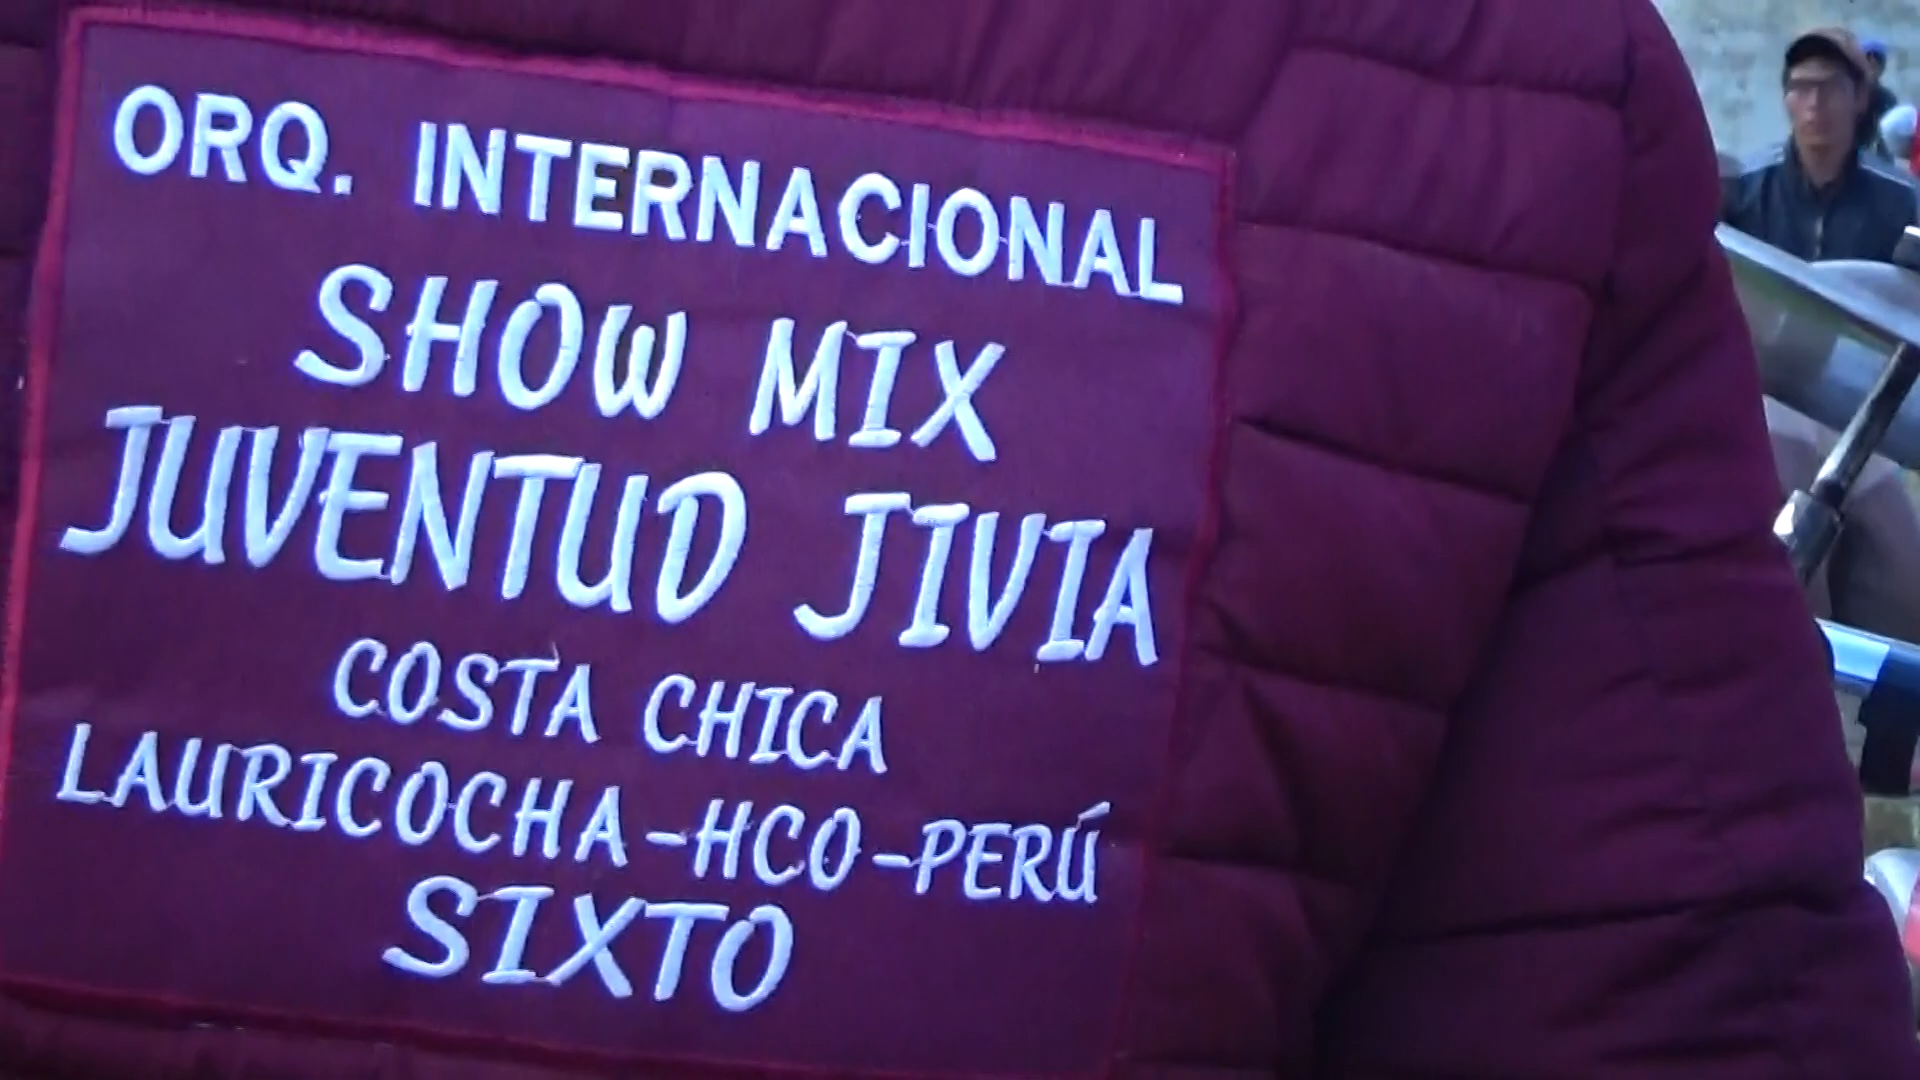 ORQ. INTERNACIONAL
SHOW MIX
JUVENTUD JIVIA
COSTA CHICA
LAURICOCHA-HCO-PERÚ
SIXTO